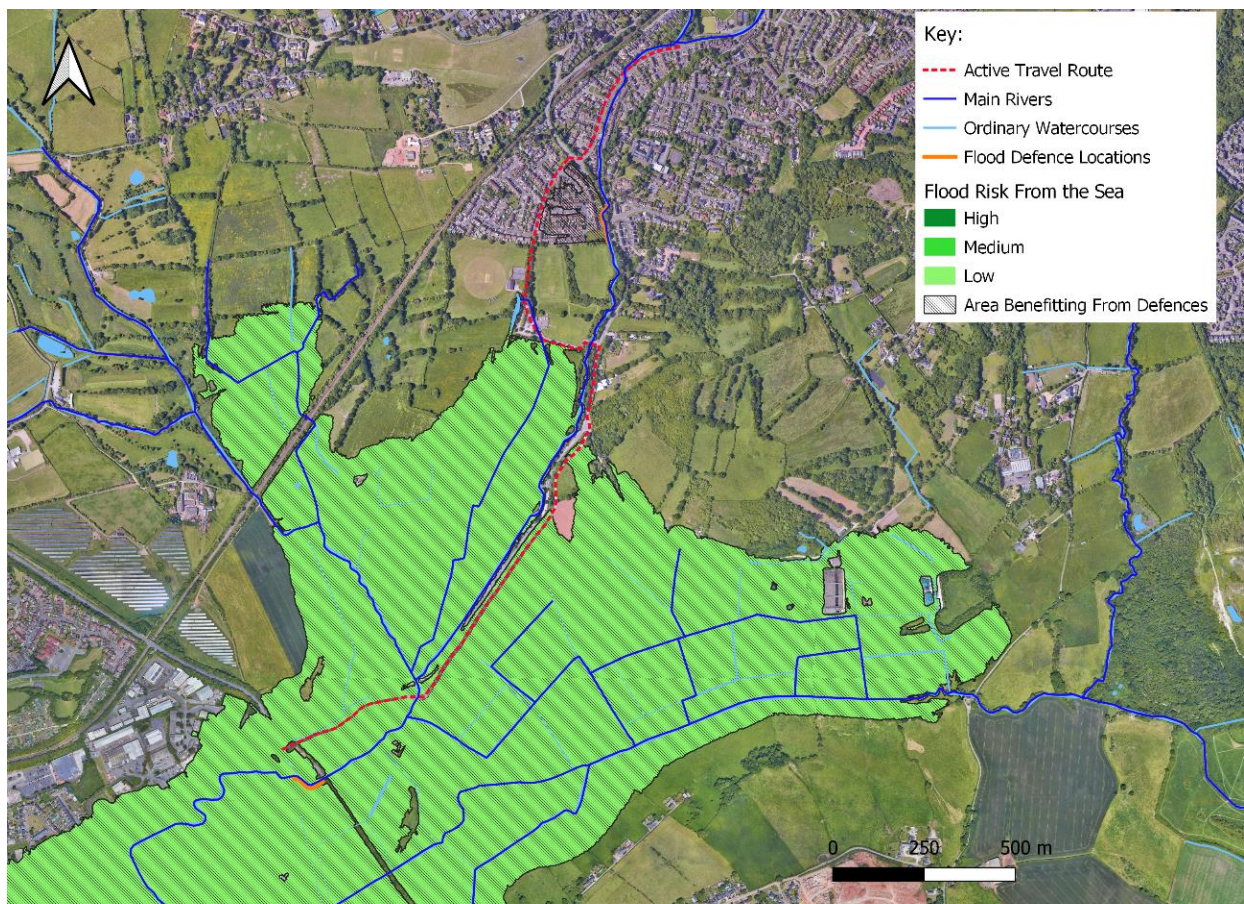 Key:
Active Travel Route
Main Rivers
Ordinary Watercourses
Flood Defence Locations
Flood Risk From the Sea
High
Medium
Low
Area Benefitting From Defences
0 250 500 m